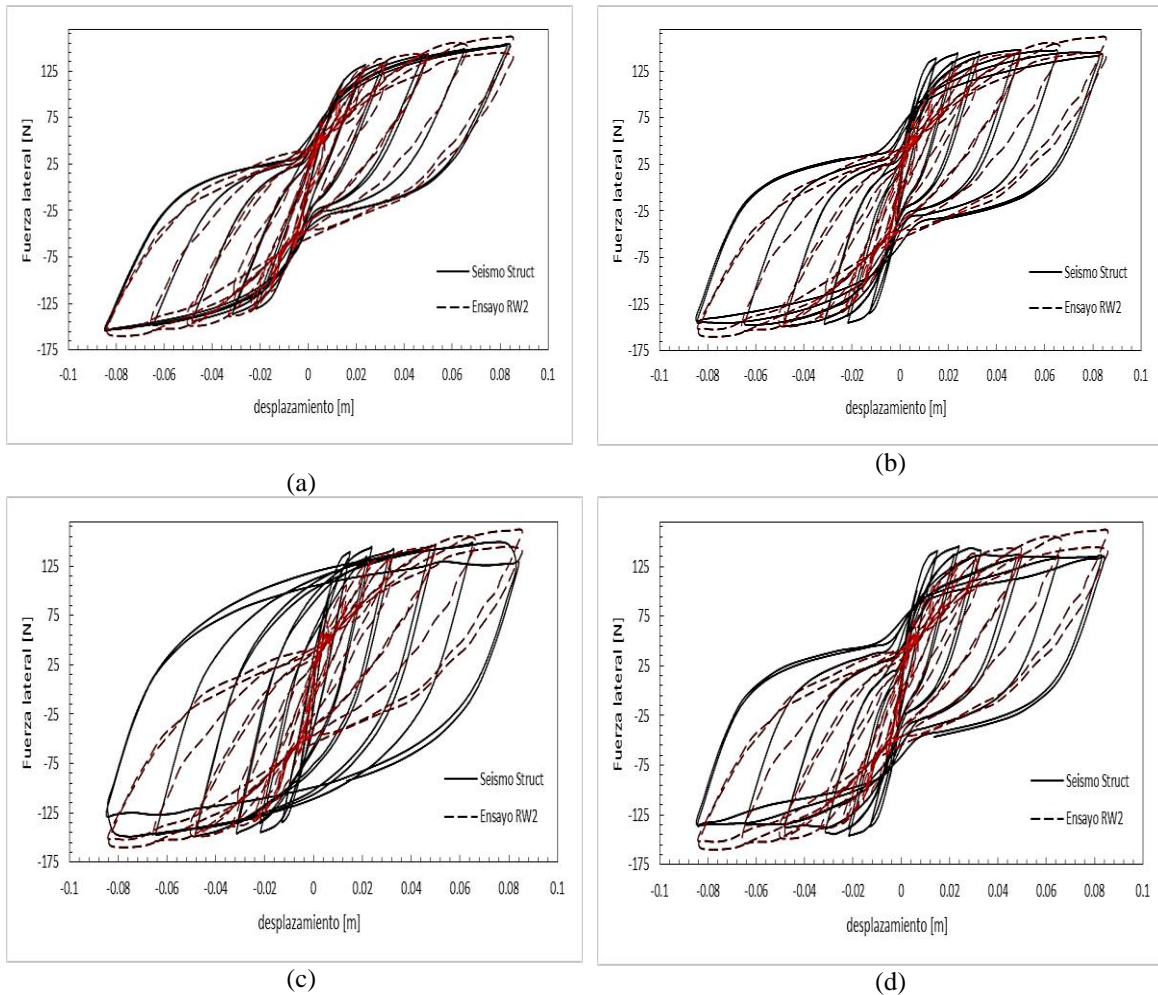 Fuerza lateral [N]
125
75
25
-25
-75
-125
-175
Seismo Struct
Ensayo RW2
-0.1 -0.08 -0.06 -0.04 -0.02 0 0.02 0.04 0.06 0.08 0.1
desplazamiento [m]
(a)
Fuerza lateral [N]
125
75
25
-25
-75
-125
-175
Seismo Struct
Ensayo RW2
-0.1 -0.08 -0.06 -0.04 -0.02 0 0.02 0.04 0.06 0.08 0.1
desplazamiento [m]
(b)
Fuerza lateral [N]
125
75
25
-25
-75
-125
-175
Seismo Struct
Ensayo RW2
-0.1 -0.08 -0.06 -0.04 -0.02 0 0.02 0.04 0.06 0.08 0.1
desplazamiento [m]
(c)
Fuerza lateral [N]
125
75
25
-25
-75
-125
-175
Seismo Struct
Ensayo RW2
-0.1 -0.08 -0.06 -0.04 -0.02 0 0.02 0.04 0.06 0.08 0.1
desplazamiento [m]
(d)